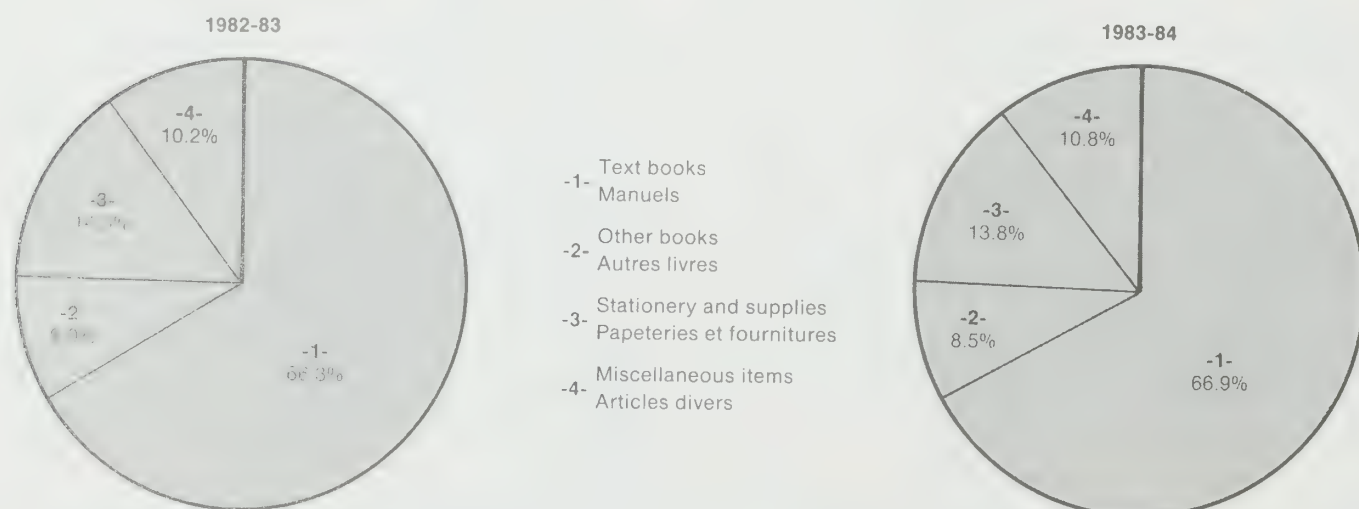 1982-83
-4-
10.2%
-3-
-2
-1-
66.3%
-1- Text books
Manuels
-2- Other books
Autres livres
-3- Stationery and supplies
Papeteries et fournitures
-4- Miscellaneous items
Articles divers
1983-84
-4-
10.8%
-3-
13.8%
-2-
8.5%
-1-
66.9%